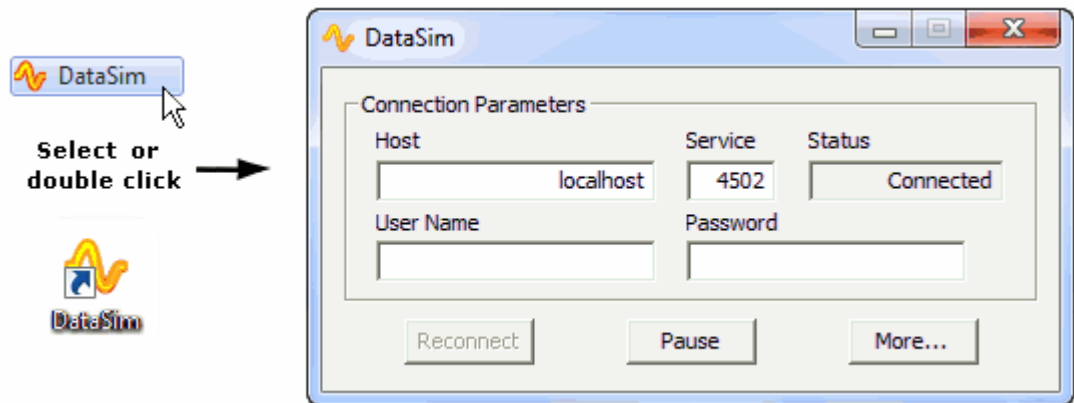 DataSim
Select or
double click
DataSim
DataSim
Connection Parameters
Host Service Status
localhost 4502 Connected
User Name Password
Reconnect Pause More...